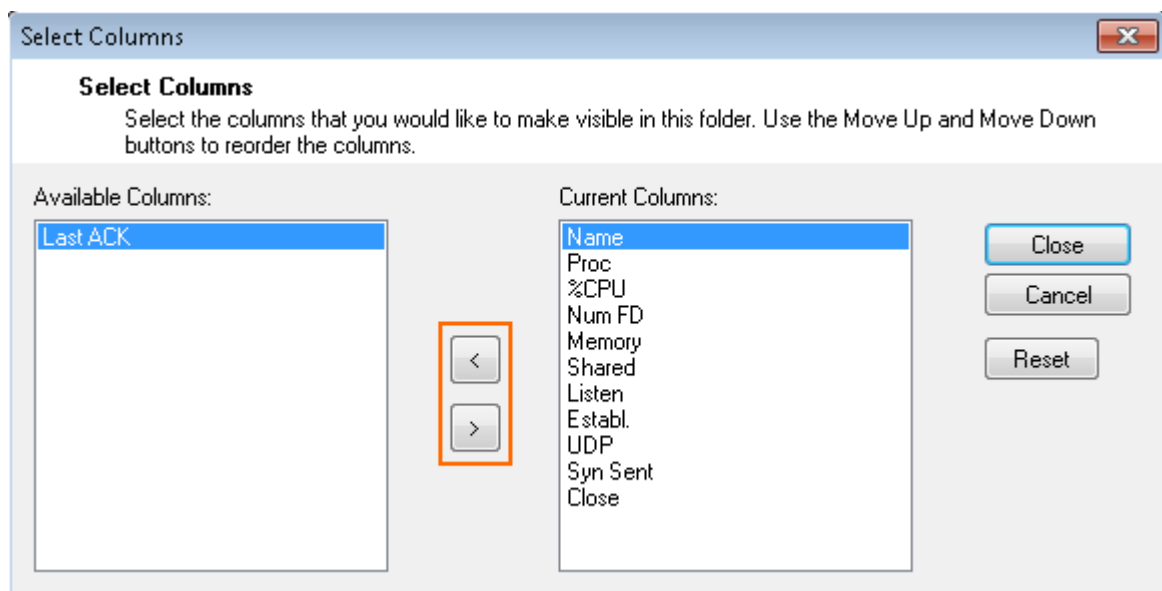 Select Columns
Select Columns
Select the columns that you would like to make visible in this folder. Use the Move Up and Move Down
buttons to reorder the columns.
Available Columns:
Last ACK
<
>
Current Columns:
Name
Proc
%CPU
Num FD
Memory
Shared
Listen
Establ.
UDP
Syn Sent
Close
Close
Cancel
Reset